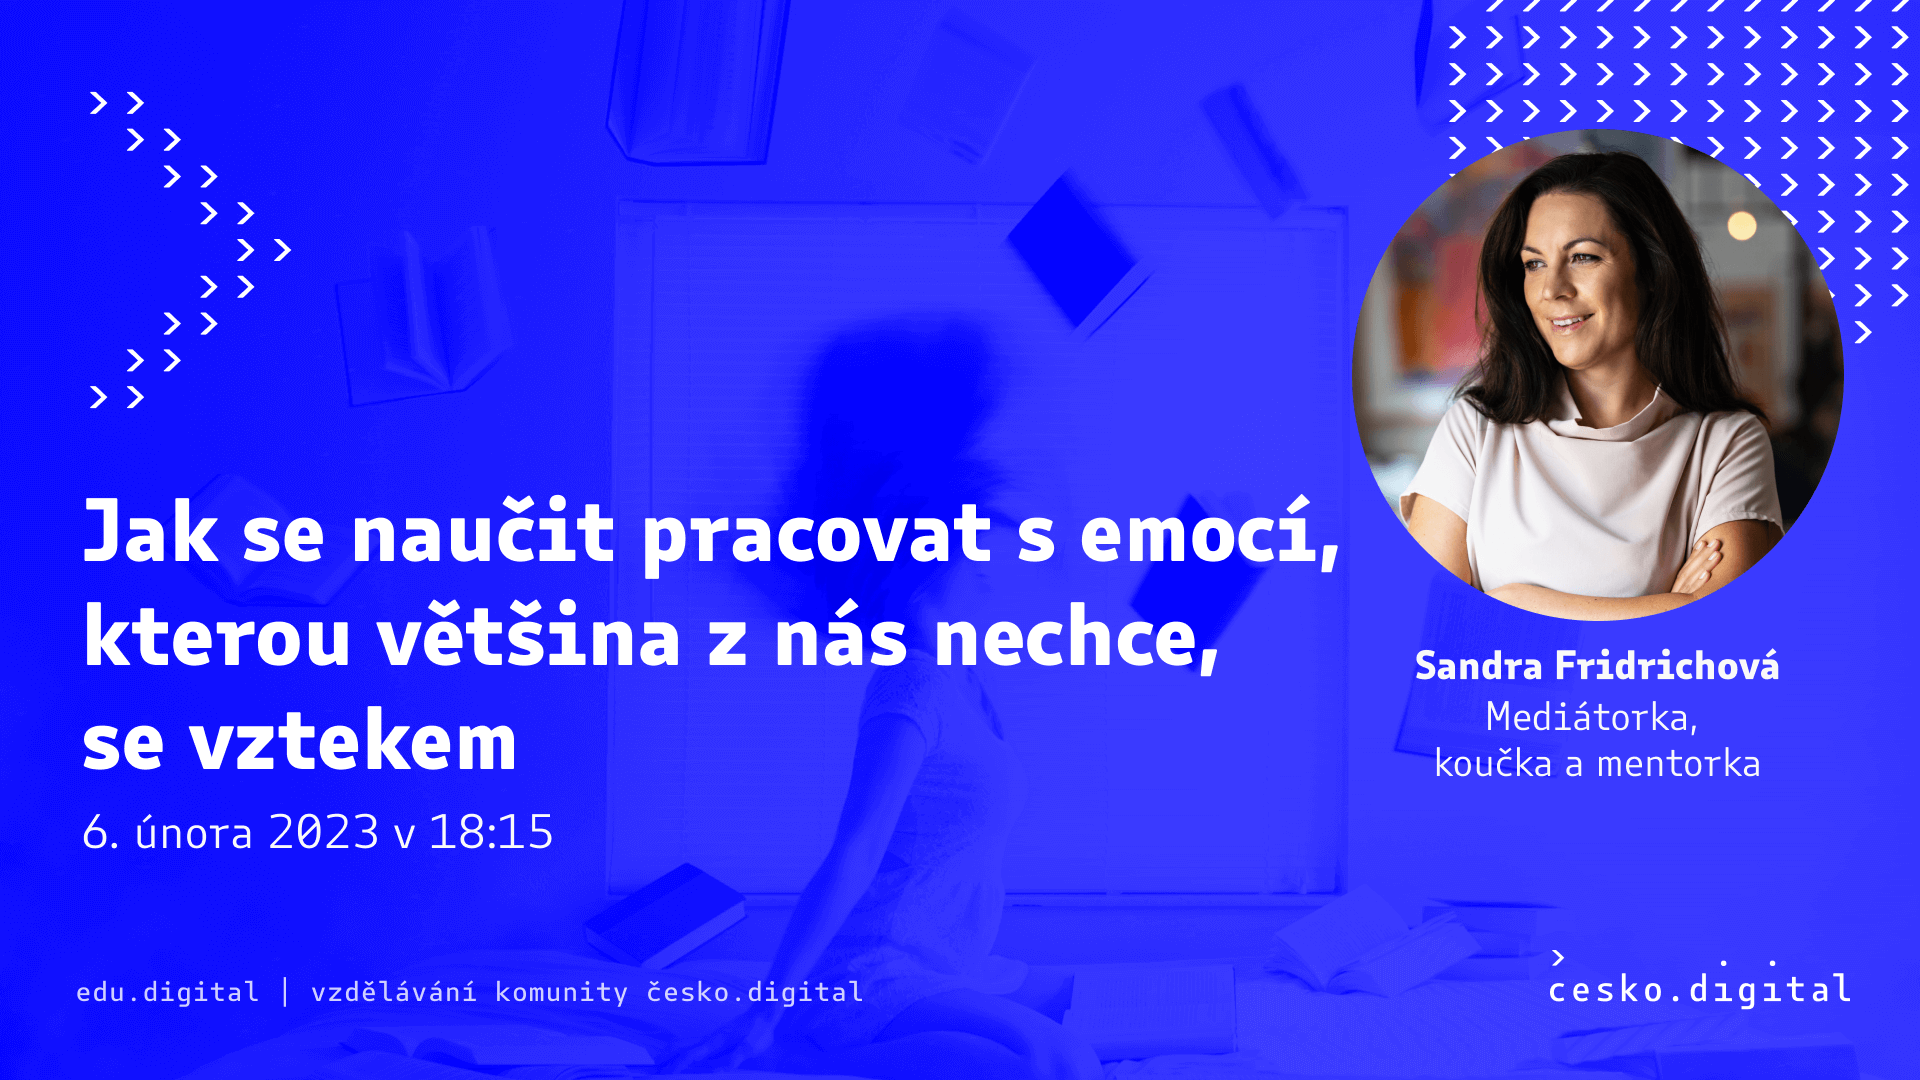 Jak se naučit pracovat s emocí,
kterou většina z nás nechce,
se vztekem
6. února 2023 v 18:15
Sandra Fridrichová
Mediátorka,
koučka a mentorka
edu.digital | vzdělávání komunity česko.digital
cesko.digital